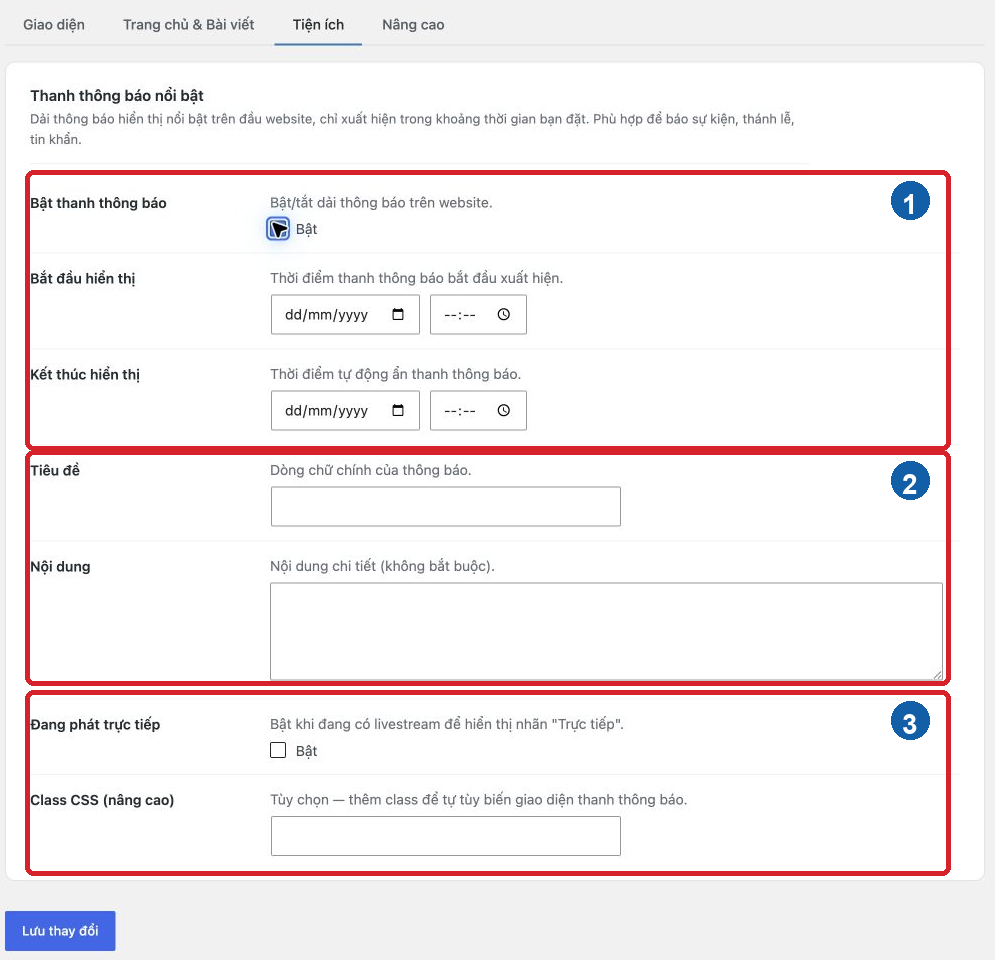 Giao diện Trang chủ & Bài viết Tiện ích Nâng cao
Thanh thông báo nổi bật
Dải thông báo hiển thị nổi bật trên đầu website, chỉ xuất hiện trong khoảng thời gian bạn đặt. Phù hợp để báo sự kiện, thánh lễ,
tin khẩn.
Bật thanh thông báo
Bật/tắt dải thông báo trên website.
1
Bật
Bắt đầu hiển thị
Thời điểm thanh thông báo bắt đầu xuất hiện.
dd/mm/yyyy --:--
Kết thúc hiển thị
Thời điểm tự động ẩn thanh thông báo.
dd/mm/yyyy --:--
Tiêu đề
Dòng chữ chính của thông báo.
2
Nội dung
Nội dung chi tiết (không bắt buộc).
Đang phát trực tiếp
Bật khi đang có livestream để hiển thị nhãn "Trực tiếp".
3
Bật
Class CSS (nâng cao)
Tùy chọn — thêm class để tự tùy biến giao diện thanh thông báo.
Lưu thay đổi